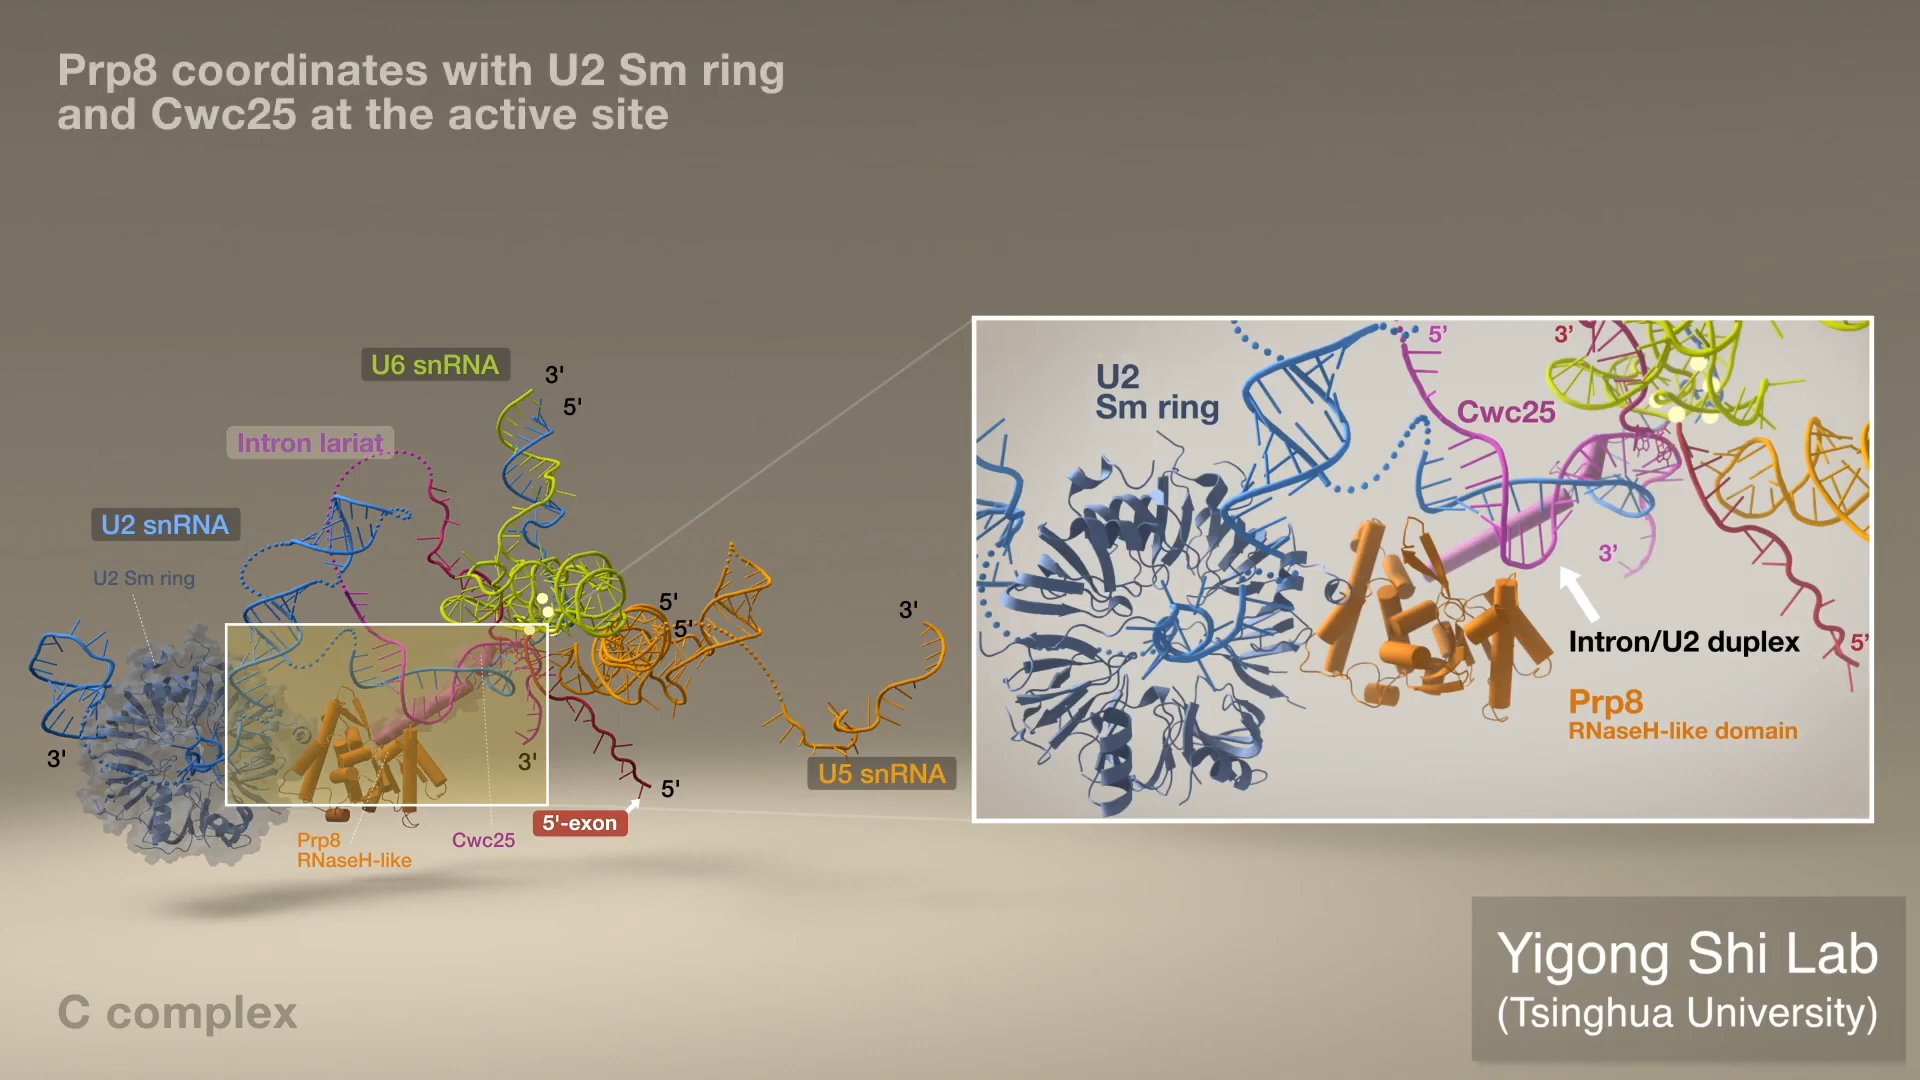 Prp8 coordinates with U2 Sm ring
and Cwc25 at the active site
U6 snRNA
3'
5'
Intron lariat
U2 snRNA
U2 Sm ring
3'
5'
5'
3'
3'
5'
U5 snRNA
5'-exon
Prp8
RNaseH-like
Cwc25
5’
3’
U2
Sm ring
Cwc25
3’
Intron/U2 duplex
5’
Prp8
RNaseH-like domain
C complex
Yigong Shi Lab
(Tsinghua University)